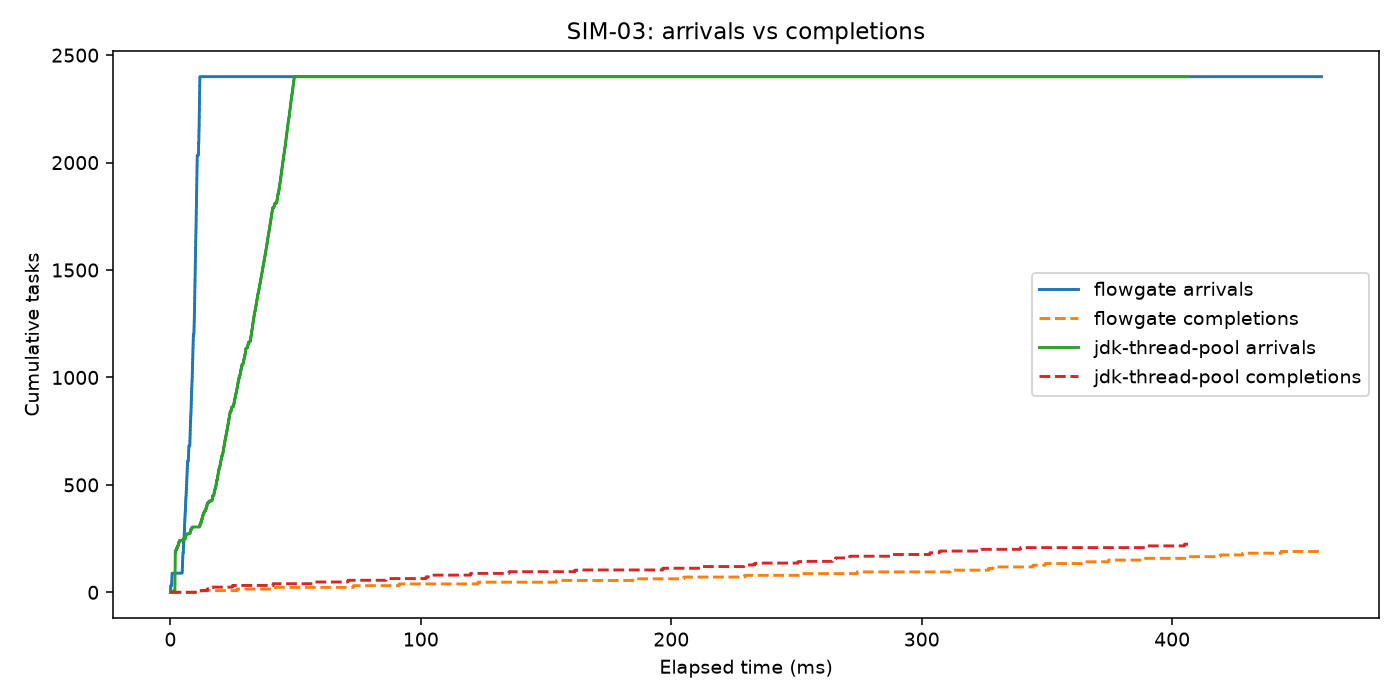 SIM-03: arrivals vs completions
2500
2000
1500
1000
500
0
Cumulative tasks
flowgate arrivals
flowgate completions
jdk-thread-pool arrivals
jdk-thread-pool completions
0 100 200 300 400
Elapsed time (ms)